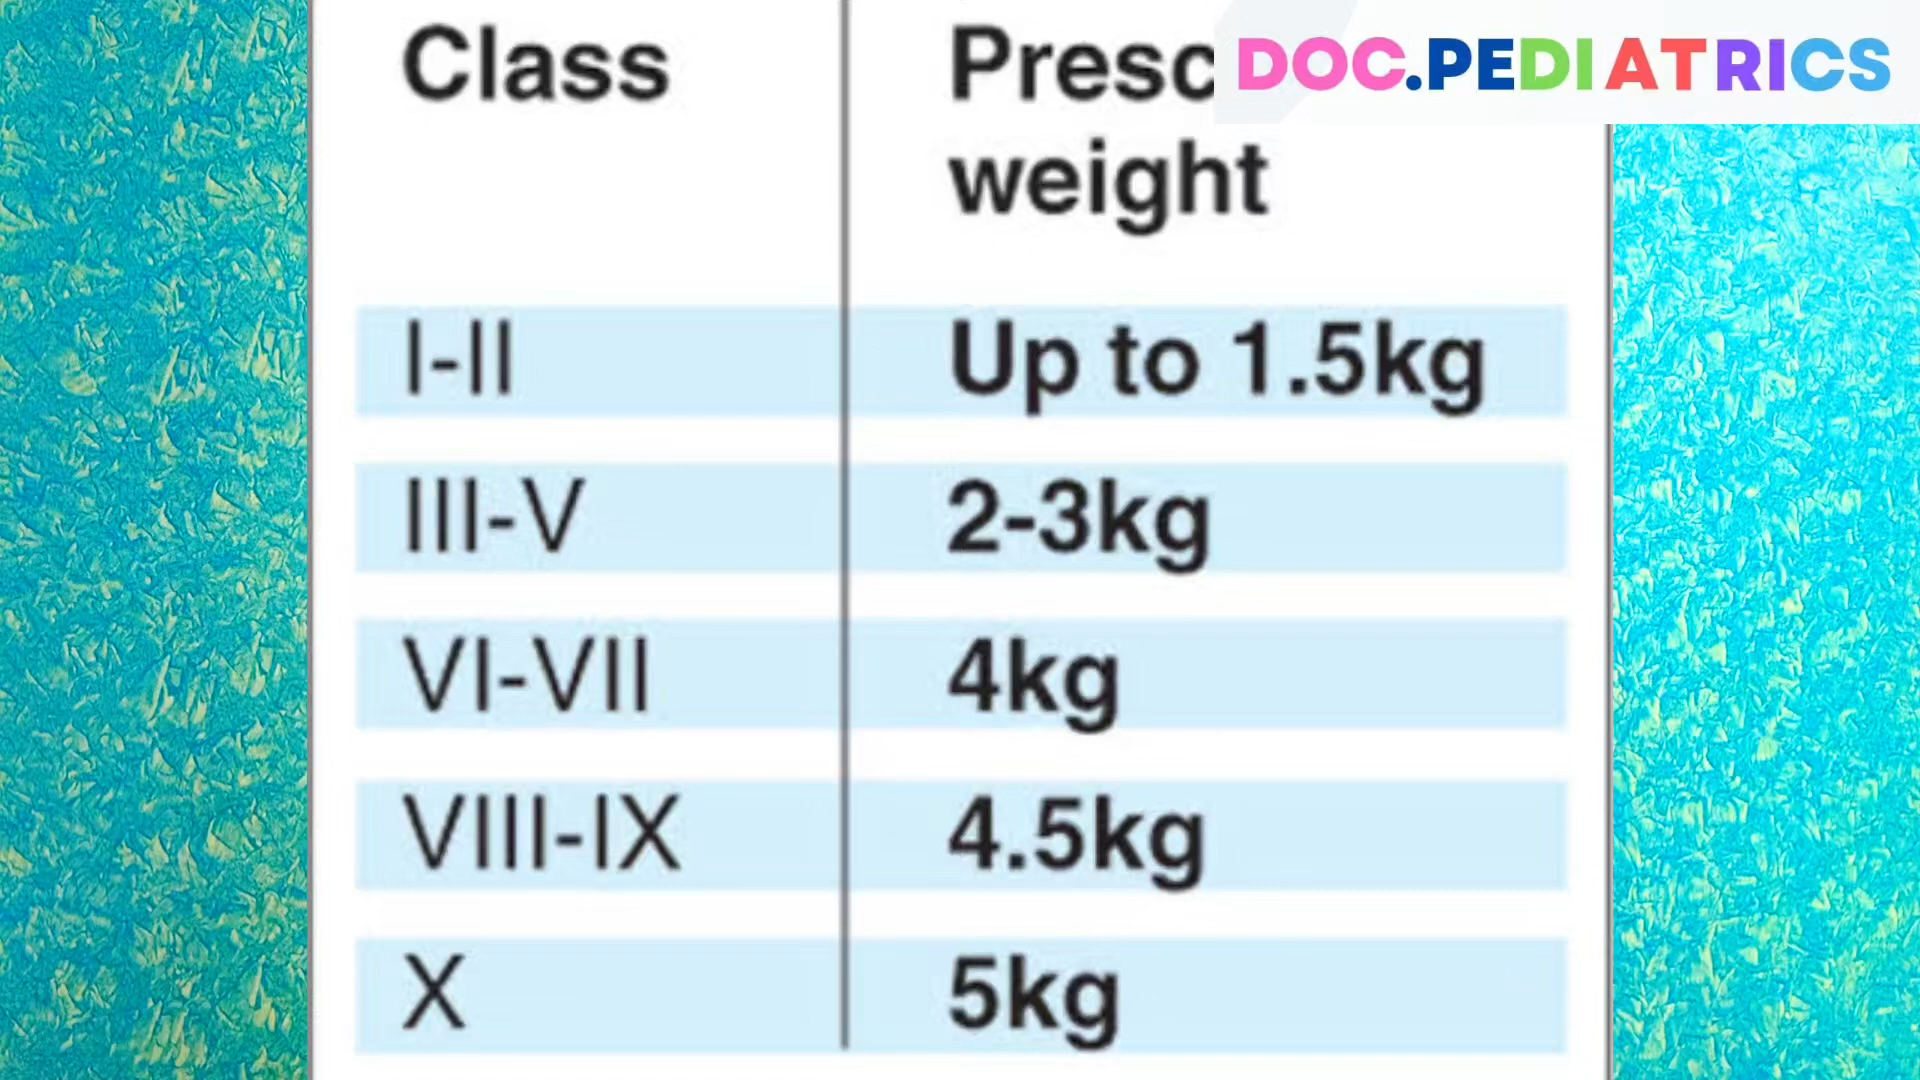 Class
Presc
weight
DOC.PEDIATRICS
I-II
Up to 1.5kg
III-V
2-3kg
VI-VII
4kg
VIII-IX
4.5kg
X
5kg